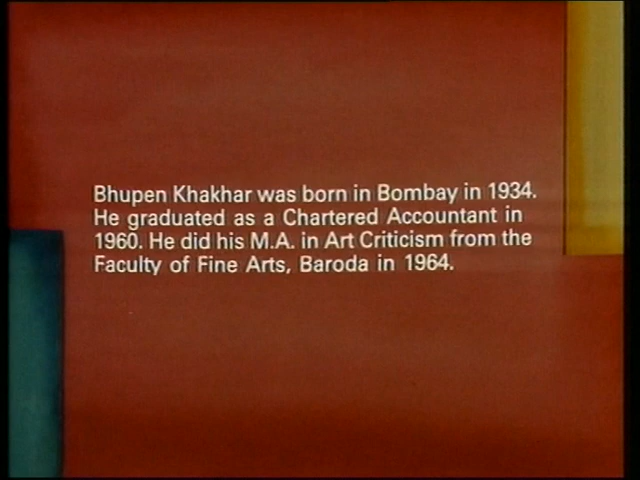 Bhupen Khakhar was born in Bombay in 1934.
He graduated as a Chartered Accountant in
1960. He did his M.A. in Art Criticism from the
Faculty of Fine Arts, Baroda in 1964.